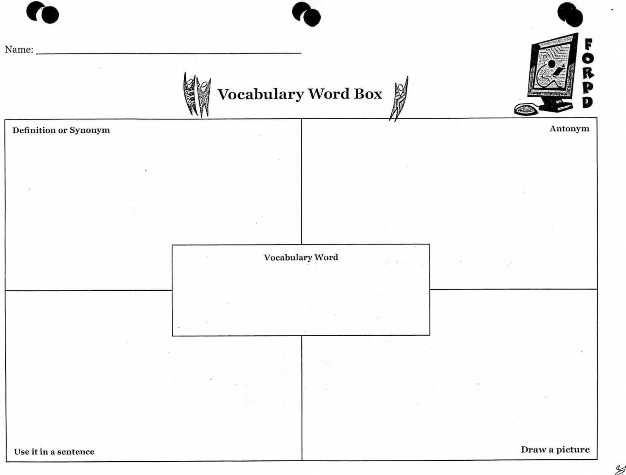 Name:
FORPD
Vocabulary Word Box
Definition or Synonym
Antonym
Vocabulary Word
Use it in a sentence
Draw a picture